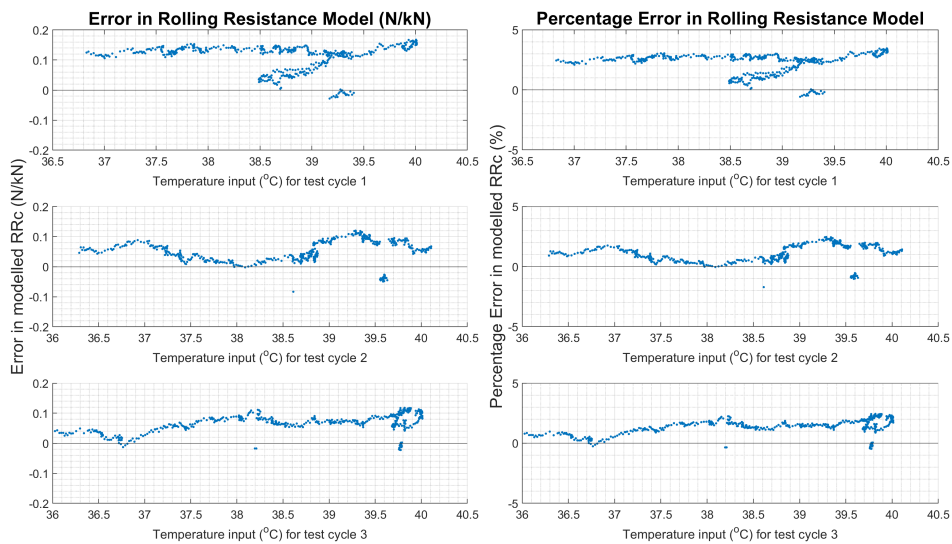 Error in Rolling Resistance Model (N/kN)
Error in modelled RRc (N/kN)
0.2
0.1
0
-0.1
-0.2
36.5 37 37.5 38 38.5 39 39.5 40 40.5
Temperature input (°C) for test cycle 1
0.2
0.1
0
-0.1
-0.2
36 36.5 37 37.5 38 38.5 39 39.5 40 40.5
Temperature input (°C) for test cycle 2
0.2
0.1
0
-0.1
-0.2
36 36.5 37 37.5 38 38.5 39 39.5 40 40.5
Temperature input (°C) for test cycle 3
Percentage Error in Rolling Resistance Model
Percentage Error in modelled RRc (%)
5
0
-5
36.5 37 37.5 38 38.5 39 39.5 40 40.5
Temperature input (°C) for test cycle 1
5
0
-5
36 36.5 37 37.5 38 38.5 39 39.5 40 40.5
Temperature input (°C) for test cycle 2
5
0
-5
36 36.5 37 37.5 38 38.5 39 39.5 40 40.5
Temperature input (°C) for test cycle 3